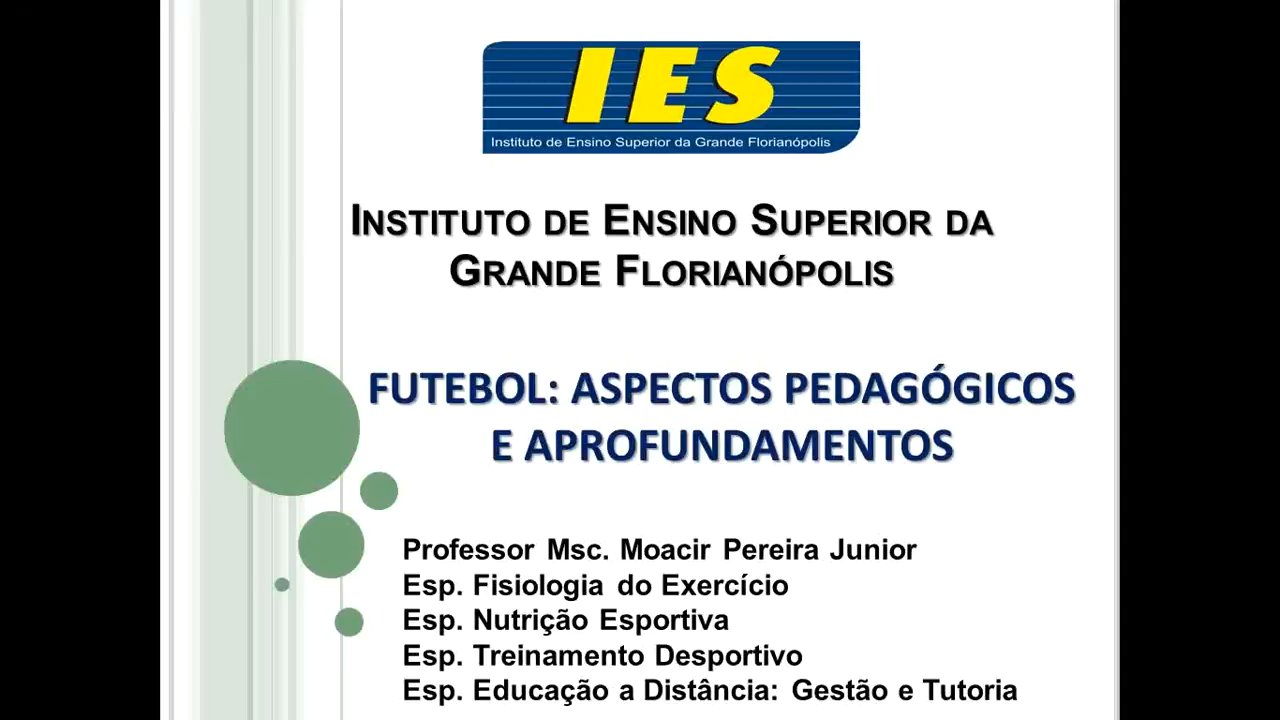 IES
Instituto de Ensino Superior da Grande Florianópolis
INSTITUTO DE ENSINO SUPERIOR DA
GRANDE FLORIANÓPOLIS
FUTEBOL: ASPECTOS PEDAGÓGICOS
E APROFUNDAMENTOS
Professor Msc. Moacir Pereira Junior
Esp. Fisiologia do Exercício
Esp. Nutrição Esportiva
Esp. Treinamento Desportivo
Esp. Educação a Distância: Gestão e Tutoria